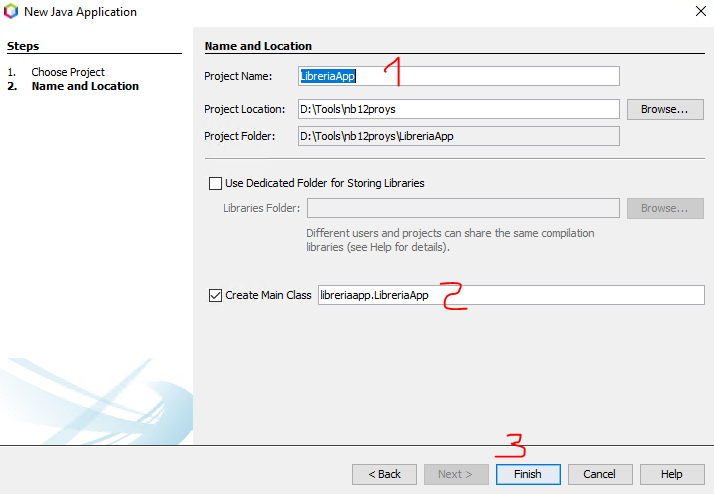 New Java Application
Steps
1. Choose Project
2. Name and Location
Name and Location
Project Name: LibreriaApp 1
Project Location: D:\Tools\nb12proys Browse...
Project Folder: D:\Tools\nb12proys\LibreriaApp
Use Dedicated Folder for Storing Libraries
Libraries Folder: Browse...
Different users and projects can share the same compilation
libraries (see Help for details).
Create Main Class libreriaapp.LibreriaApp 2
3
< Back Next > Finish Cancel Help